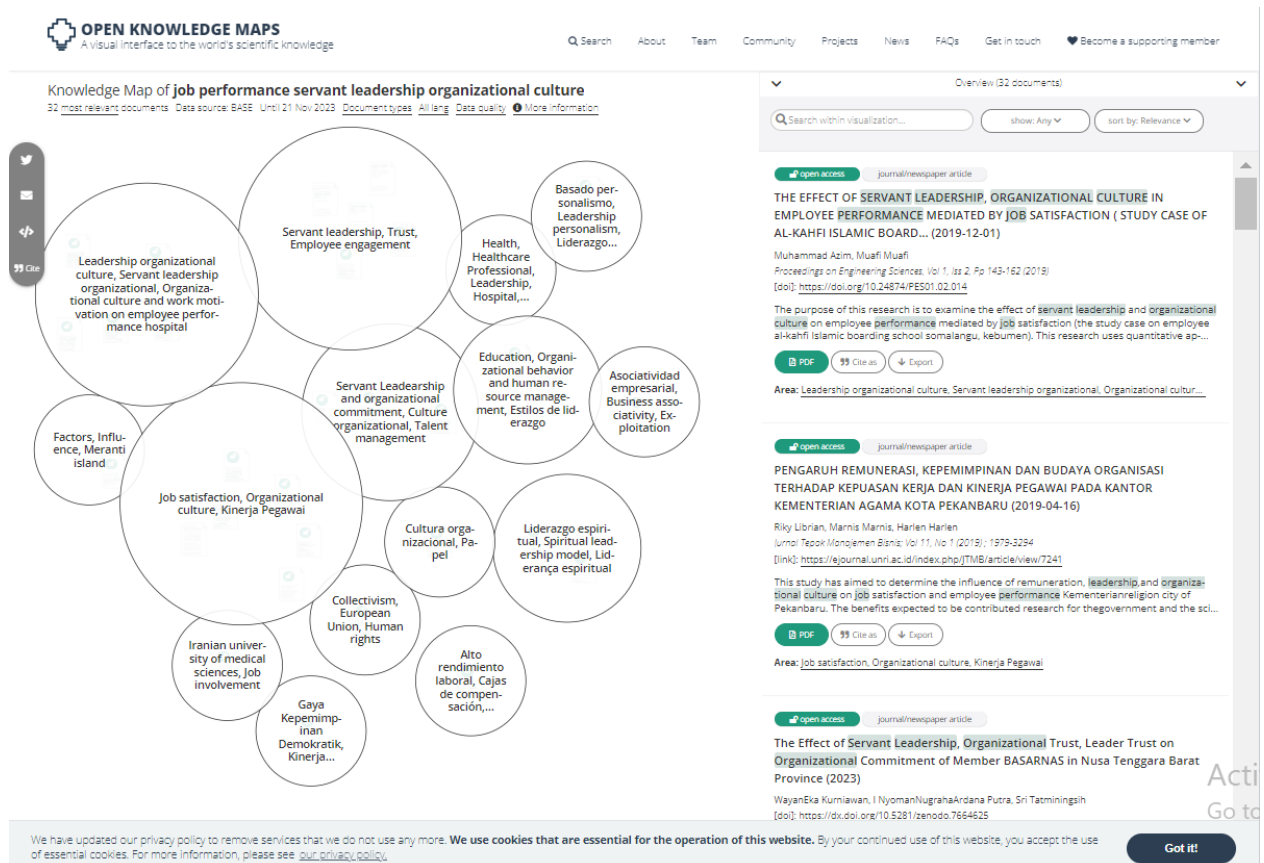 OPEN KNOWLEDGE MAPS
A visual interface to the world's scientific knowledge
Search About Team Community Projects News FAQs Get in touch Become a supporting member
Knowledge Map of job performance servant leadership organizational culture
32 most relevant documents Data source: BASE Until 21 Nov 2023 Document types All lang Data quality More information
Cite
Leadership organizational
culture, Servant leadership
organizational, Organiza-
tional culture and work moti-
vation on employee perfor-
mance hospital
Servant leadership, Trust,
Employee engagement
Basado per-
sonalismo,
Leadership
personalism,
Liderazgo...
Health,
Healthcare
Professional,
Leadership,
Hospital,...
Servant Leadearship
and organizational
commitment, Culture
organizational, Talent
management
Education, Organi-
zational behavior
and human re-
source manage-
ment, Estilos de lid-
erazgo
Asociatividad
empresarial,
Business asso-
ciativity, Ex-
ploitation
Factors, Influ-
ence, Meranti
island
Job satisfaction, Organizational
culture, Kinerja Pegawai
Cultura orga-
nizacional, Pa-
pel
Liderazgo espiri-
tual, Spiritual lead-
ership model, Lid-
erança espiritual
Collectivism,
European
Union, Human
rights
Iranian univer-
sity of medical
sciences, Job
involvement
Alto
rendimiento
laboral, Cajas
de compen-
sación,...
Gaya
Kepemimp-
inan
Demokratik,
Kinerja...
Overview (32 documents)
Search within visualization...
show: Any
sort by: Relevance
open access journal/newspaper article
THE EFFECT OF SERVANT LEADERSHIP, ORGANIZATIONAL CULTURE IN
EMPLOYEE PERFORMANCE MEDIATED BY JOB SATISFACTION ( STUDY CASE OF
AL-KAHFI ISLAMIC BOARD... (2019-12-01)
Muhammad Azim, Muafi Muafi
Proceedings on Engineering Sciences, Vol 1, Iss 2, Pp 143-162 (2019)
[doi]: https://doi.org/10.24874/PES01.02.014
The purpose of this research is to examine the effect of servant leadership and organizational
culture on employee performance mediated by job satisfaction (the study case on employee
al-kahfi Islamic boarding school somalangu, kebumen). This research uses quantitative ap-...
PDF Cite as Export
Area: Leadership organizational culture, Servant leadership organizational, Organizational cultur...
open access journal/newspaper article
PENGARUH REMUNERASI, KEPEMIMPINAN DAN BUDAYA ORGANISASI
TERHADAP KEPUASAN KERJA DAN KINERJA PEGAWAI PADA KANTOR
KEMENTERIAN AGAMA KOTA PEKANBARU (2019-04-16)
Riky Librian, Marnis Marnis, Harlen Harlen
Jurnal Tepak Manajemen Bisnis; Vol 11, No 1 (2019) ; 1979-3294
[link]: https://ejournal.unri.ac.id/index.php/JTMB/article/view/7241
This study has aimed to determine the influence of remuneration, leadership,and organiza-
tional culture on job satisfaction and employee performance Kementerianreligion city of
Pekanbaru. The benefits expected to be contributed research for thegovernment and the sci...
PDF Cite as Export
Area: Job satisfaction, Organizational culture, Kinerja Pegawai
open access journal/newspaper article
The Effect of Servant Leadership, Organizational Trust, Leader Trust on
Organizational Commitment of Member BASARNAS in Nusa Tenggara Barat
Province (2023)
WayanEka Kurniawan, I NyomanNugrahaArdana Putra, Sri Tatminingsih
[doi]: https://dx.doi.org/10.5281/zenodo.7664625
Acti
Go to
We have updated our privacy policy to remove services that we do not use any more. We use cookies that are essential for the operation of this website. By your continued use of this website, you accept the use
of essential cookies. For more information, please see our privacy policy.
Got it!